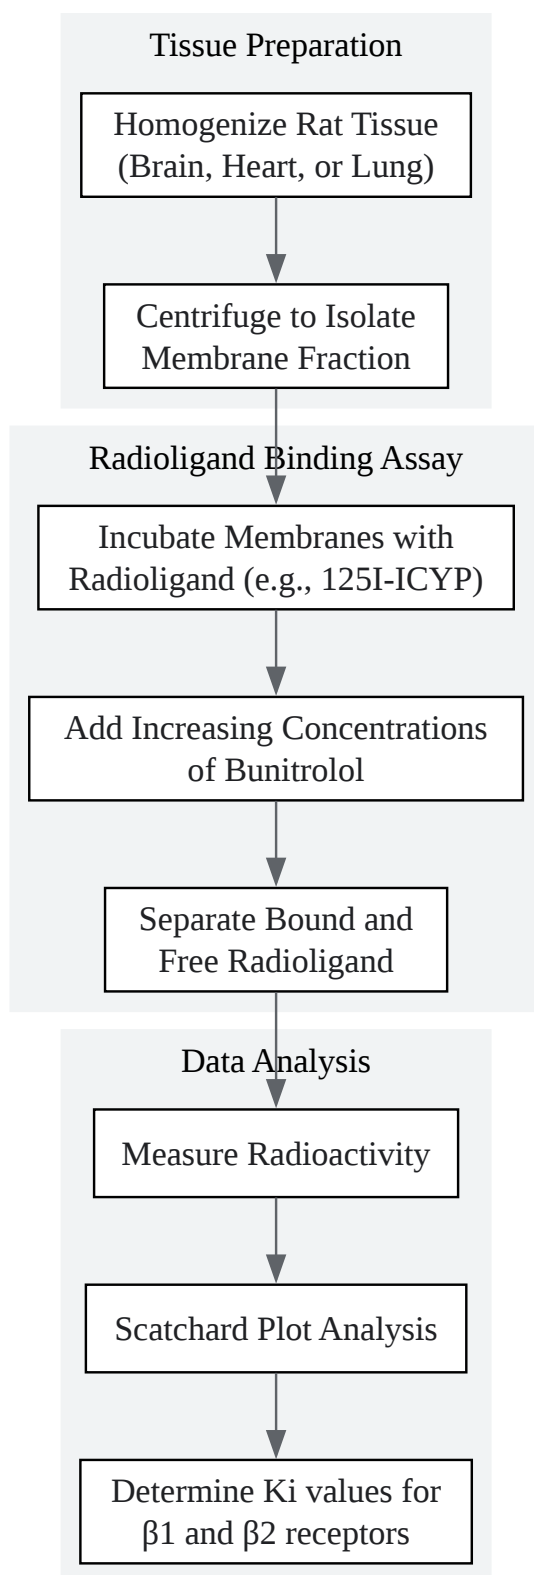 Tissue Preparation
Homogenize Rat Tissue
(Brain, Heart, or Lung)
Centrifuge to Isolate
Membrane Fraction
Radioligand Binding Assay
Incubate Membranes with
Radioligand (e.g., 125I-ICYP)
Add Increasing Concentrations
of Bunitrolol
Separate Bound and
Free Radioligand
Data Analysis
Measure Radioactivity
Scatchard Plot Analysis
Determine Ki values for
β1 and β2 receptors